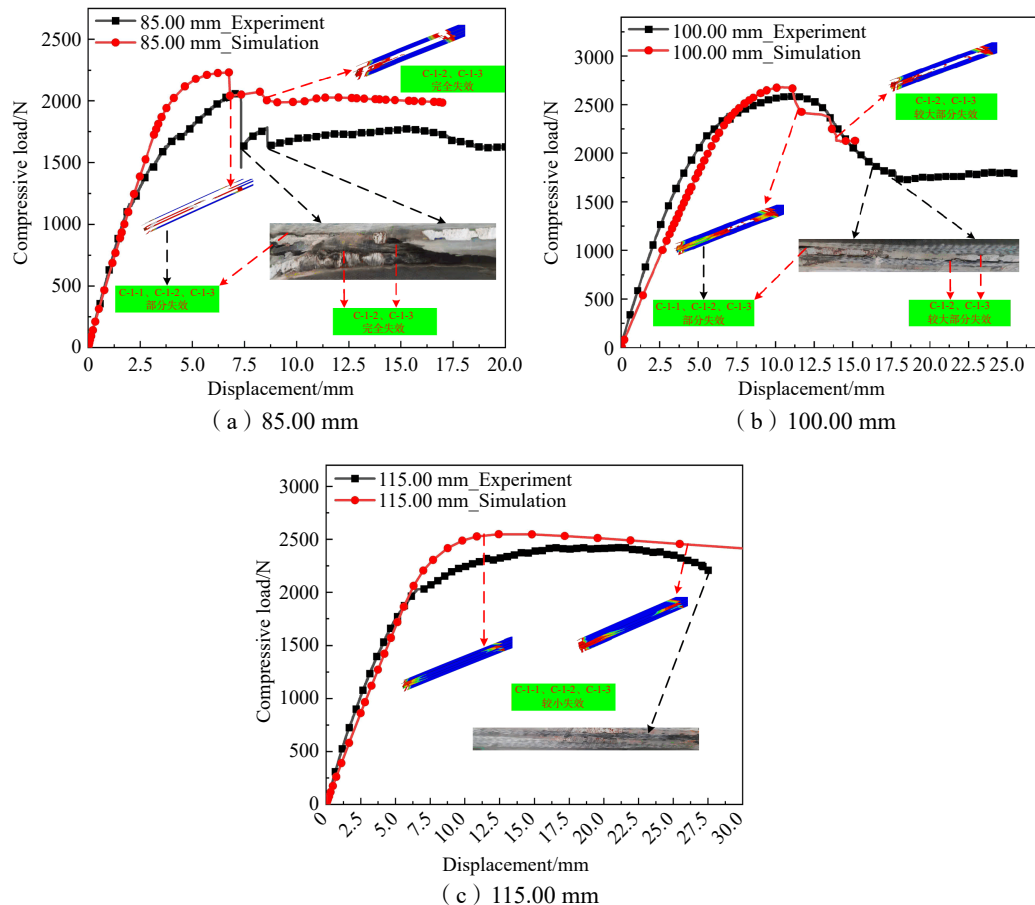 85.00 mm_Experiment
85.00 mm_Simulation
2500
2000
1500
1000
500
0
Compressive load/N
C-1-2、C-1-3
完全失效
C-1-1、C-1-2、C-1-3
部分失效
C-1-2、C-1-3
完全失效
0.0 2.5 5.0 7.5 10.0 12.5 15.0 17.5 20.0
Displacement/mm
（a）85.00 mm
100.00 mm_Experiment
100.00 mm_Simulation
3000
2500
2000
1500
1000
500
0
Compressive load/N
C-1-2、C-1-3
较大部分失效
C-1-1、C-1-2、C-1-3
部分失效
C-1-2、C-1-3
较大部分失效
0 2.5 5.0 7.5 10.0 12.5 15.0 17.5 20.0 22.5 25.0
Displacement/mm
（b）100.00 mm
115.00 mm_Experiment
115.00 mm_Simulation
3000
2500
2000
1500
1000
500
0
Compressive load/N
C-1-1、C-1-2、C-1-3
较小失效
0 2.5 5.0 7.5 10.0 12.5 15.0 17.5 20.0 22.5 25.0 27.5 30.0
Displacement/mm
（c）115.00 mm